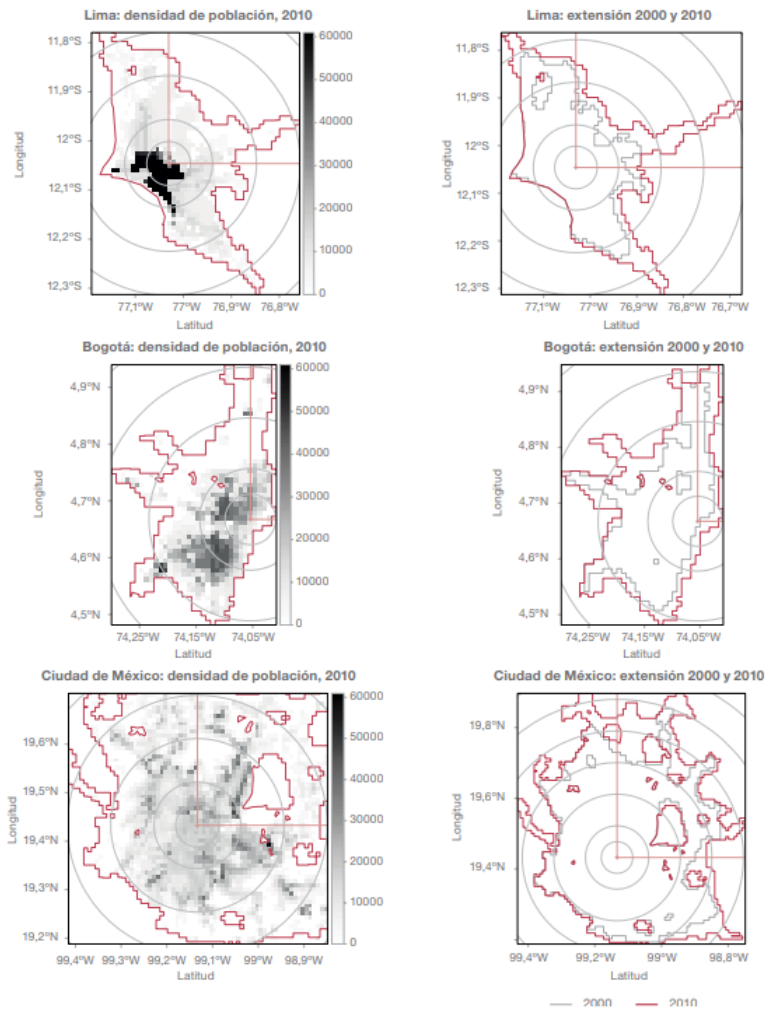 Lima: densidad de población, 2010
11,8°S
11,9°S
12°S
12,1°S
12,2°S
12,3°S
Longitud
77,1°W 77°W 76,9°W 76,8°W
Latitud
60000
50000
40000
30000
20000
10000
0
Lima: extensión 2000 y 2010
11,8°S
11,9°S
12°S
12,1°S
12,2°S
12,3°S
Longitud
77,1°W 77°W 76,9°W 76,8°W 76,7°W
Latitud
Bogotá: densidad de población, 2010
4,9°N
4,8°N
4,7°N
4,6°N
4,5°N
Longitud
74,25°W 74,15°W 74,05°W
Latitud
60000
50000
40000
30000
20000
10000
0
Bogotá: extensión 2000 y 2010
4,9°N
4,8°N
4,7°N
4,6°N
4,5°N
Longitud
74,25°W 74,15°W 74,05°W
Latitud
Ciudad de México: densidad de población, 2010
19,6°N
19,5°N
19,4°N
19,3°N
19,2°N
Longitud
99,4°W 99,3°W 99,2°W 99,1°W 99°W 98,9°W
Latitud
60000
50000
40000
30000
20000
10000
0
Ciudad de México: extensión 2000 y 2010
19,8°N
19,6°N
19,4°N
Longitud
99,4°W 99,2°W 99°W 98,8°W
Latitud
2000 2010